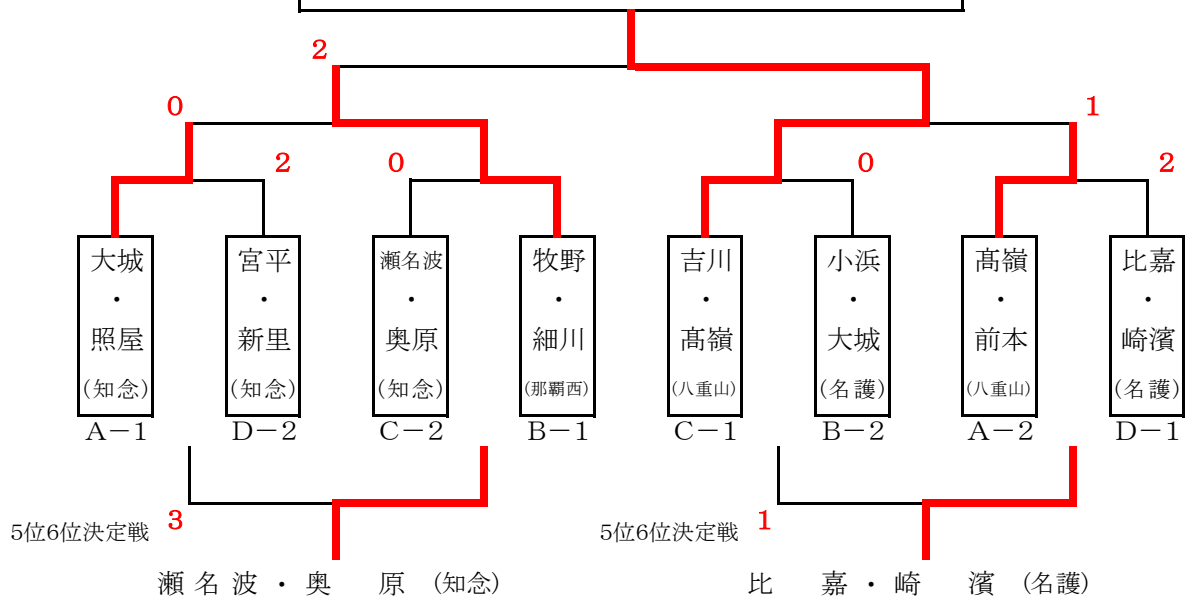 2
0
1
2
0
0
2
大城・照屋(知念)
宮平・新里(知念)
瀬名波・奥原(知念)
牧野・細川(那覇西)
吉川・髙嶺(八重山)
小浜・大城(名護)
髙嶺・前本(八重山)
比嘉・崎濱(名護)
A－1
D－2
C－2
B－1
C－1
B－2
A－2
D－1
5位6位決定戦
3
5位6位決定戦
1
瀬名波・奥 原 (知念)
比 嘉・崎 濱 (名護)